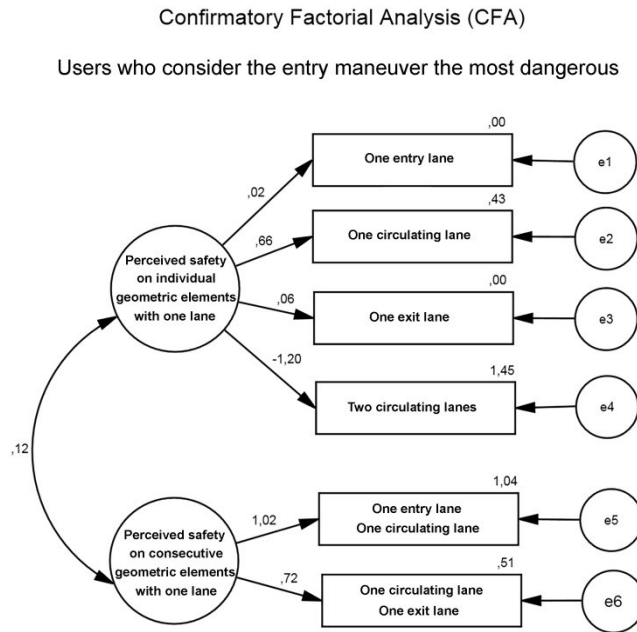 Confirmatory Factorial Analysis (CFA)
Users who consider the entry maneuver the most dangerous
,00
One entry lane
e1
,02
,43
One circulating lane
e2
,66
Perceived safety
on individual
geometric elements
with one lane
,00
One exit lane
e3
,06
-1,20
1,45
Two circulating lanes
e4
,12
1,04
One entry lane
One circulating lane
e5
1,02
Perceived safety
on consecutive
geometric elements
with one lane
,51
One circulating lane
One exit lane
e6
,72